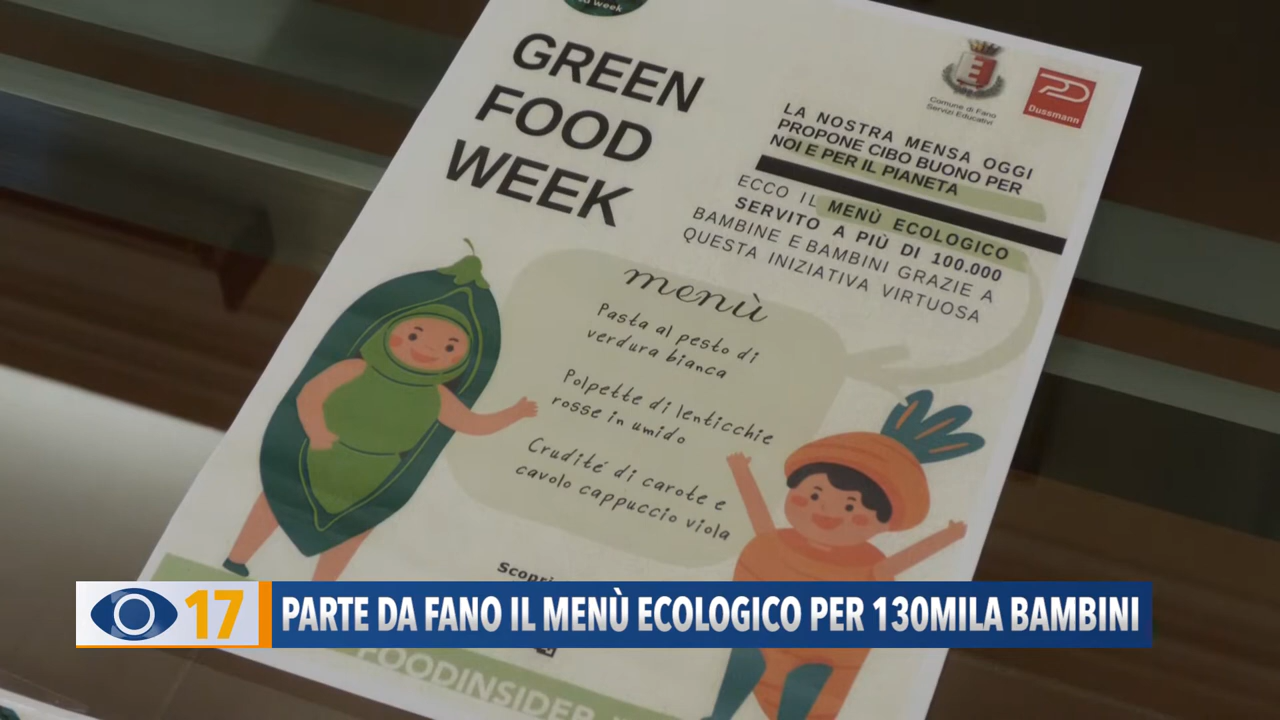 GREEN
FOOD
WEEK
Comune di Fano
Servizi Educativi
Dussmann
LA NOSTRA MENSA OGGI
PROPONE CIBO BUONO PER
NOI E PER IL PIANETA
ECCO IL MENÙ ECOLOGICO
SERVITO A PIÙ DI 100.000
BAMBINE E BAMBINI GRAZIE A
QUESTA INIZIATIVA VIRTUOSA
menù
Pasta al pesto di
verdura bianca
Polpette di lenticchie
rosse in umido
Crudité di carote e
cavolo cappuccio viola
17
PARTE DA FANO IL MENÙ ECOLOGICO PER 130MILA BAMBINI
FOODINSIDER